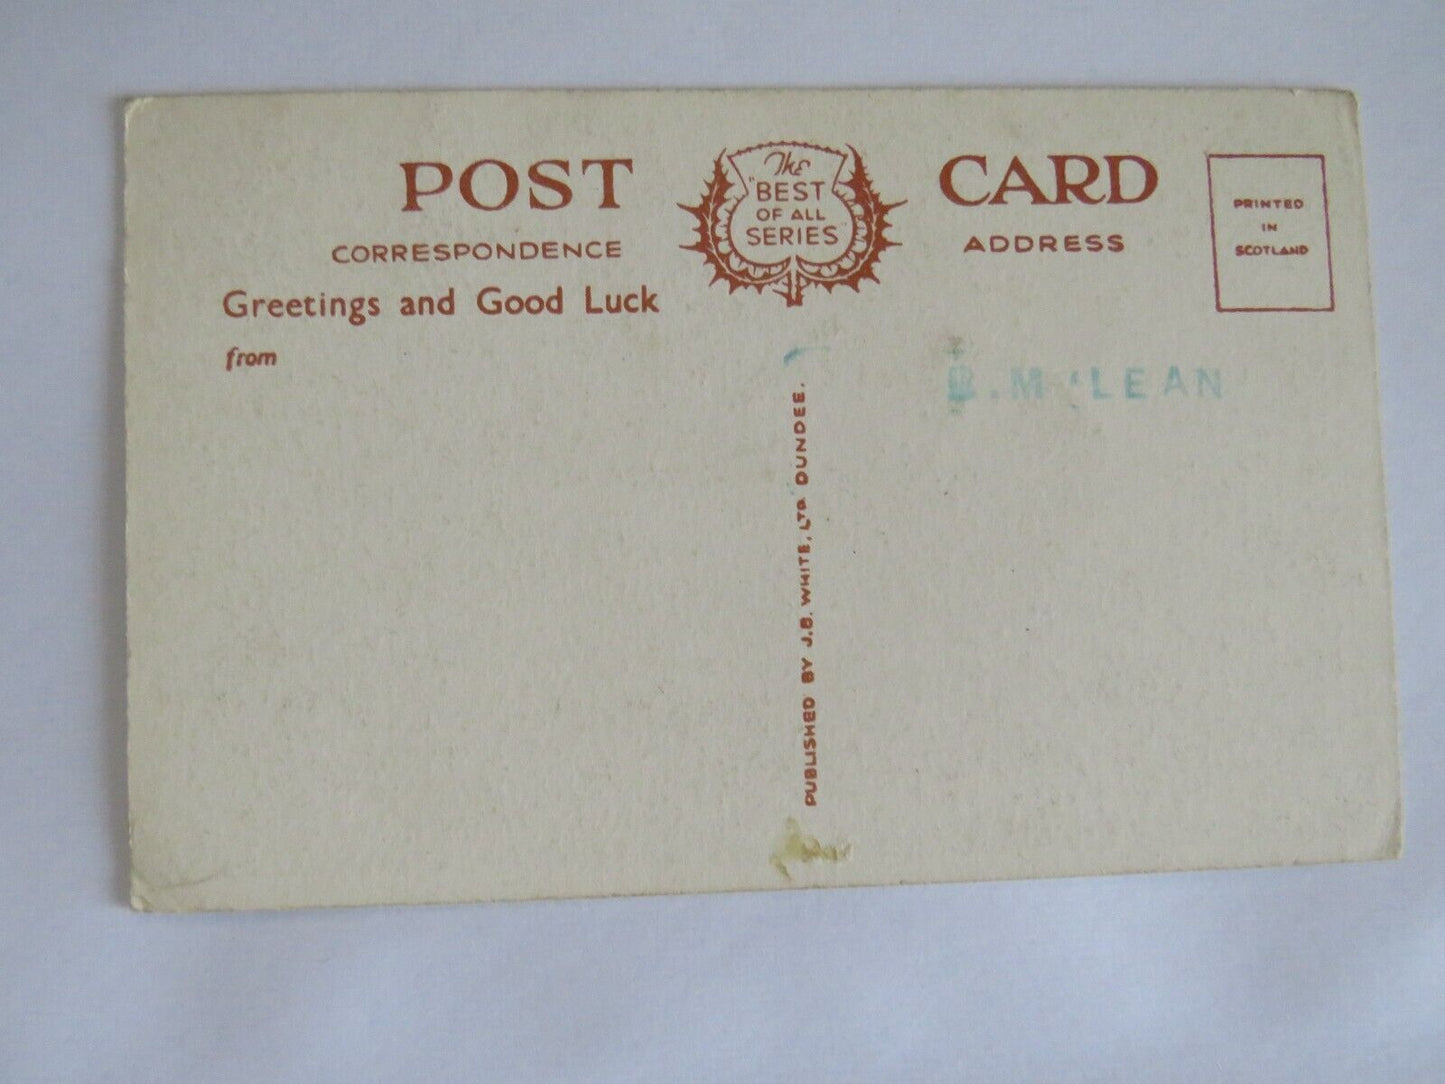 POST
CORRESPONDENCE
Greetings and Good Luck
from
The
"BEST
OF ALL
SERIES"
CARD
ADDRESS
PRINTED
IN
SCOTLAND
PUBLISHED BY J.B. WHITE, LTD. DUNDEE.
B. McLEAN